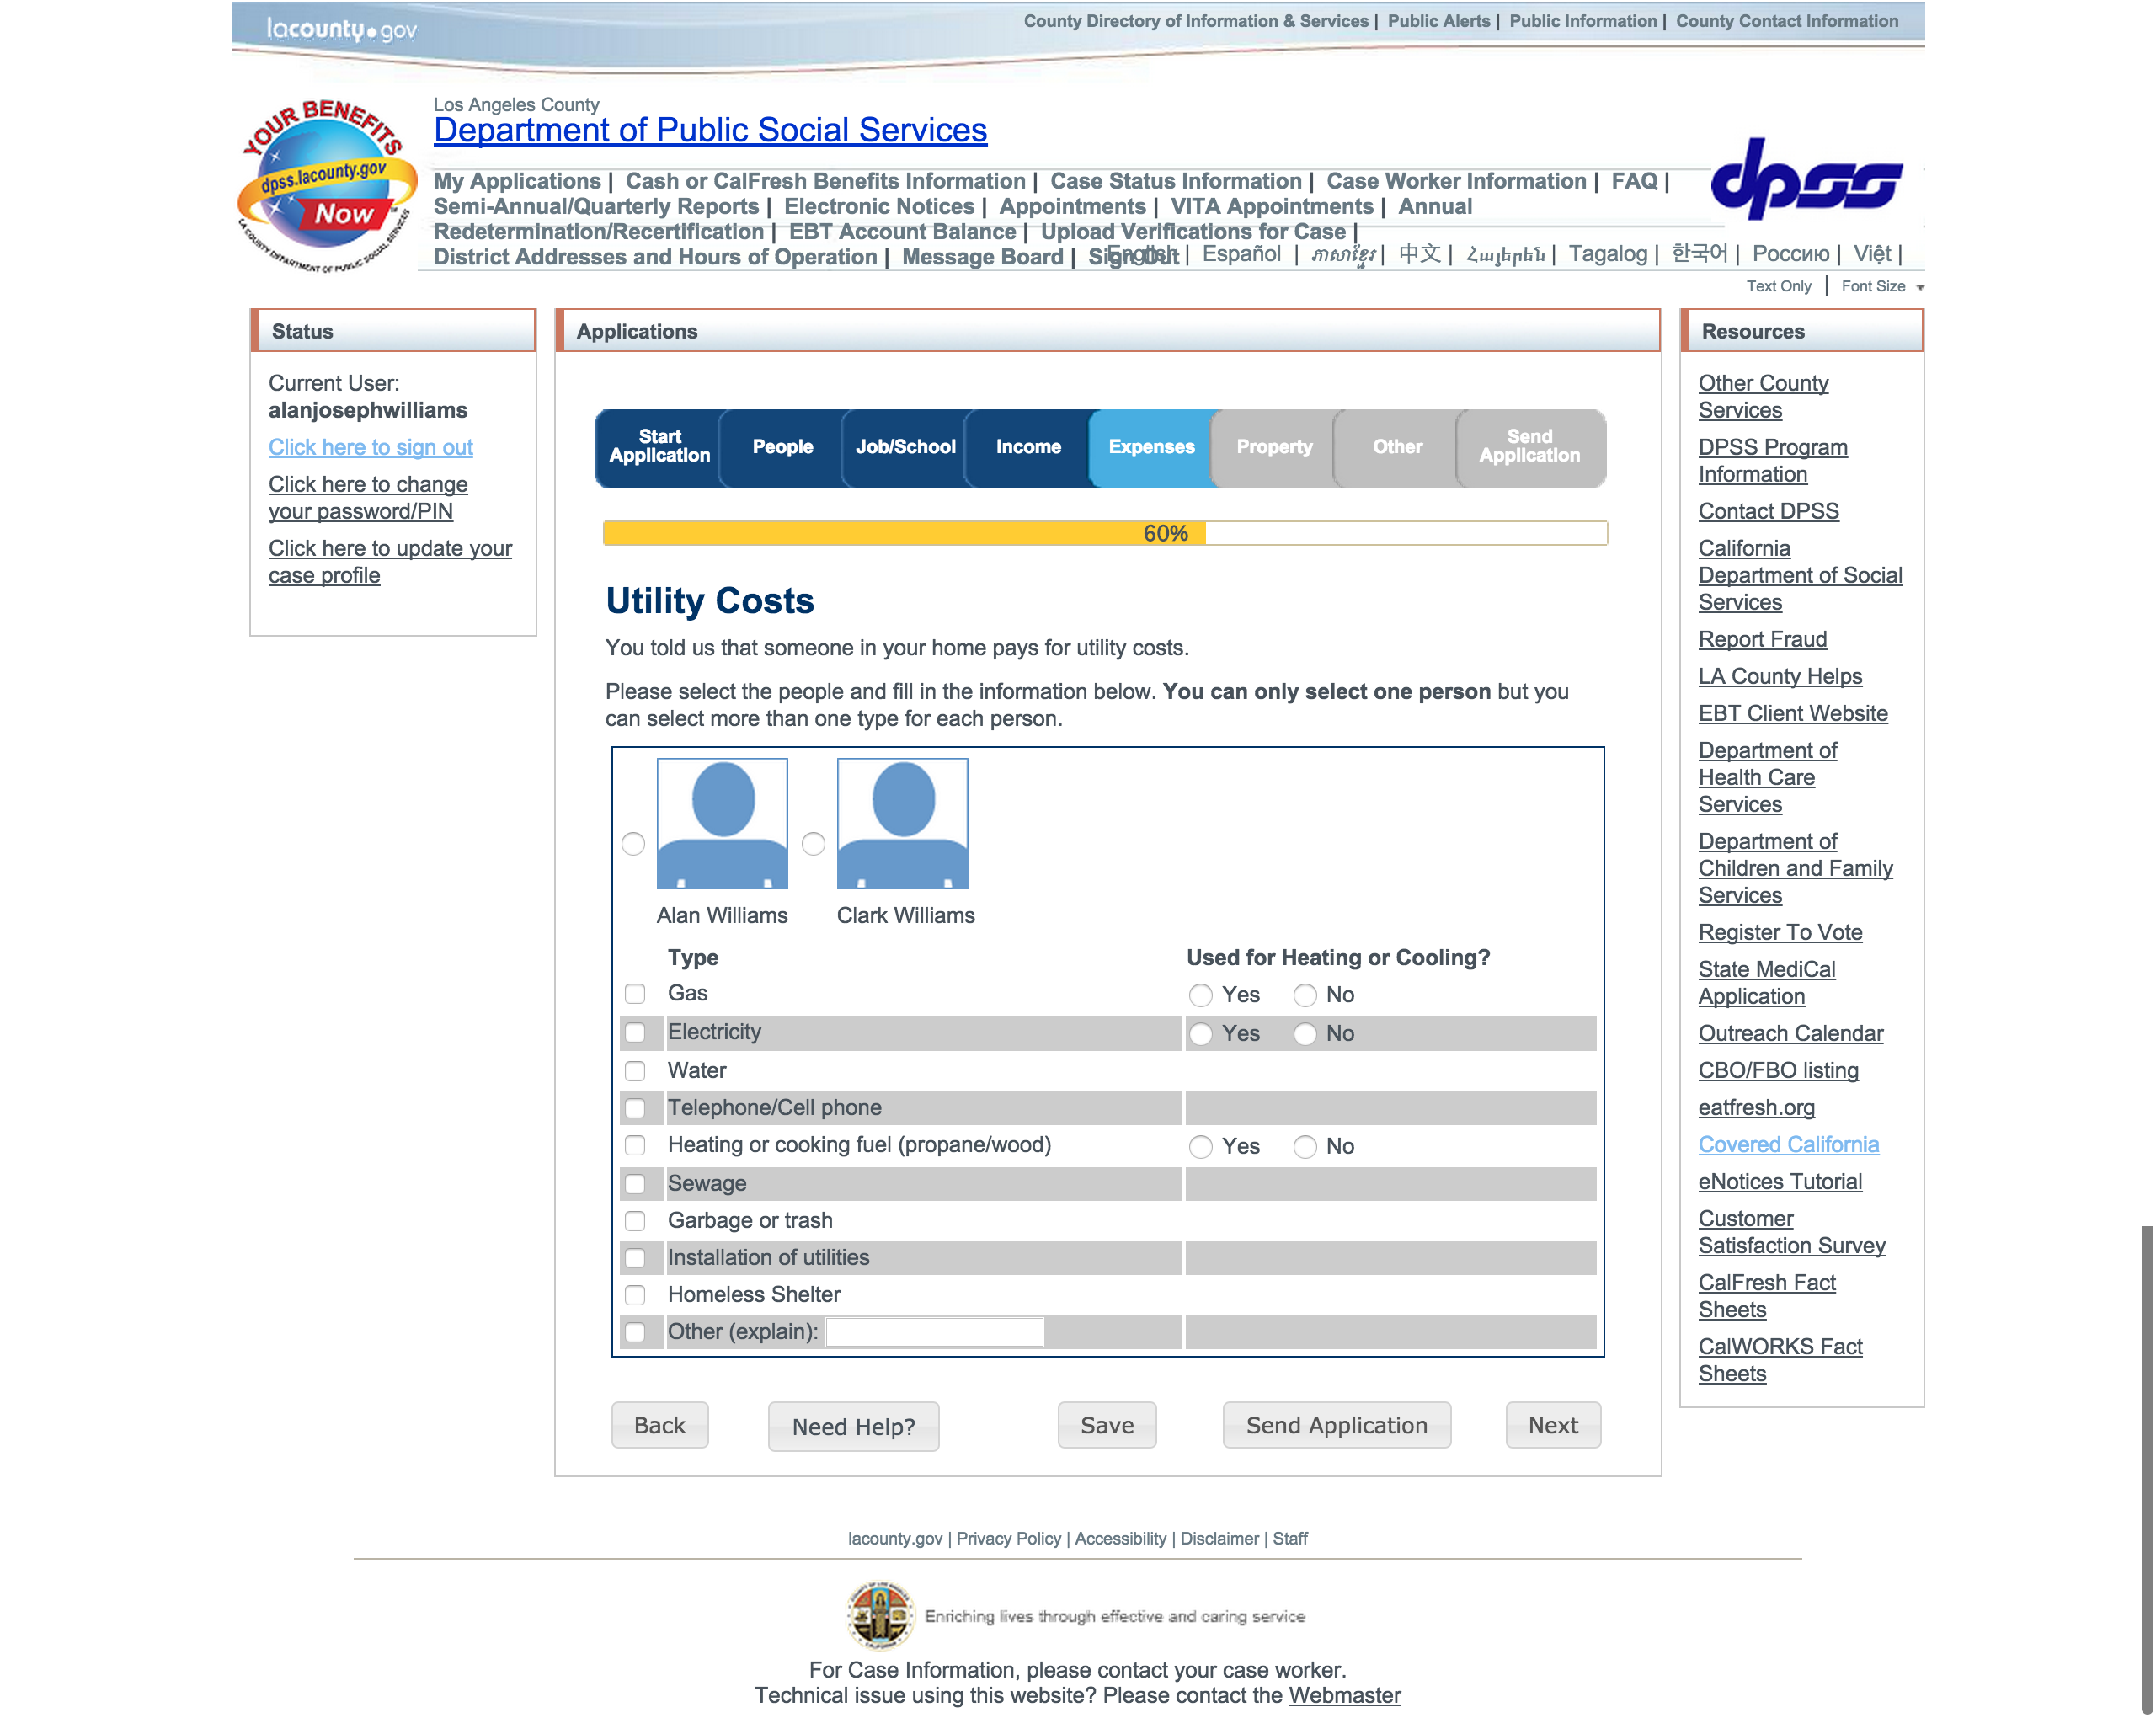 lacounty.gov
County Directory of Information & Services | Public Alerts | Public Information | County Contact Information
YOUR BENEFITS
dpss.lacounty.gov
Now
LA COUNTY DEPARTMENT OF PUBLIC SOCIAL SERVICES
Los Angeles County
Department of Public Social Services
dpss
My Applications | Cash or CalFresh Benefits Information | Case Status Information | Case Worker Information | FAQ |
Semi-Annual/Quarterly Reports | Electronic Notices | Appointments | VITA Appointments | Annual
Redetermination/Recertification | EBT Account Balance | Upload Verifications for Case |
District Addresses and Hours of Operation | Message Board | Sign Out
English | Español | ភាសាខ្មែរ | 中文 | Հայերեն | Tagalog | 한국어 | Россию | Việt |
Text Only | Font Size
Status
Current User:
alanjosephwilliams
Click here to sign out
Click here to change
your password/PIN
Click here to update your
case profile
Applications
Start Application
People
Job/School
Income
Expenses
Property
Other
Send Application
60%
Utility Costs
You told us that someone in your home pays for utility costs.
Please select the people and fill in the information below. You can only select one person but you
can select more than one type for each person.
Alan Williams Clark Williams
Type Used for Heating or Cooling?
Gas Yes No
Electricity Yes No
Water
Telephone/Cell phone
Heating or cooking fuel (propane/wood) Yes No
Sewage
Garbage or trash
Installation of utilities
Homeless Shelter
Other (explain):
Back Need Help? Save Send Application Next
Resources
Other County
Services
DPSS Program
Information
Contact DPSS
California
Department of Social
Services
Report Fraud
LA County Helps
EBT Client Website
Department of
Health Care
Services
Department of
Children and Family
Services
Register To Vote
State MediCal
Application
Outreach Calendar
CBO/FBO listing
eatfresh.org
Covered California
eNotices Tutorial
Customer
Satisfaction Survey
CalFresh Fact
Sheets
CalWORKS Fact
Sheets
lacounty.gov | Privacy Policy | Accessibility | Disclaimer | Staff
Enriching lives through effective and caring service
For Case Information, please contact your case worker.
Technical issue using this website? Please contact the Webmaster